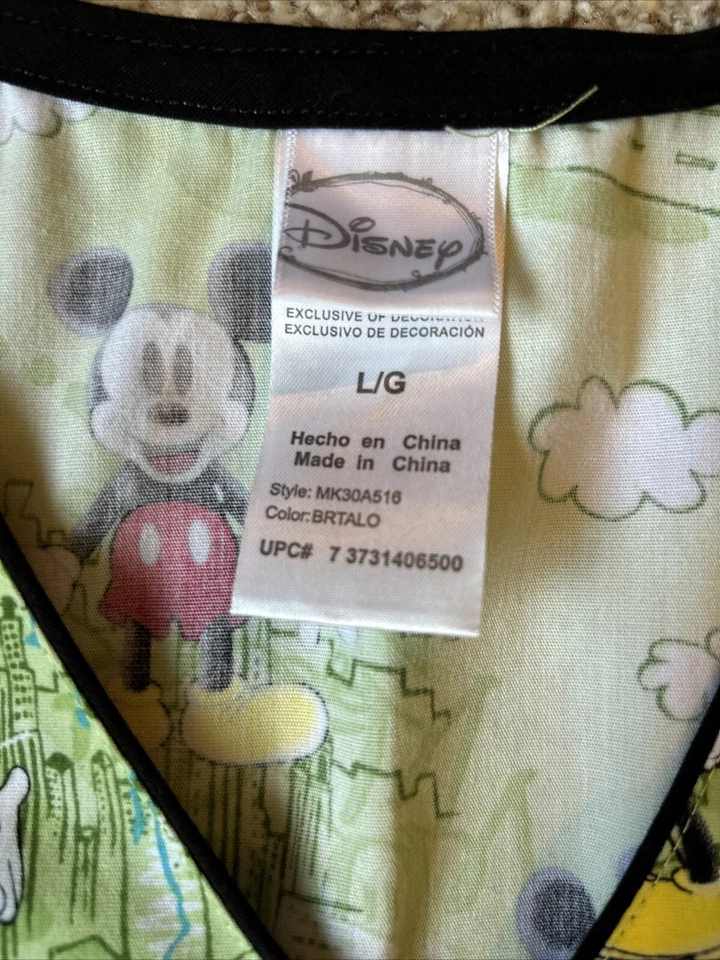 DISNEY
EXCLUSIVE OF DECORATION
EXCLUSIVO DE DECORACIÓN
L/G
Hecho en China
Made in China
Style: MK30A516
Color:BRTALO
UPC# 7 3731406500